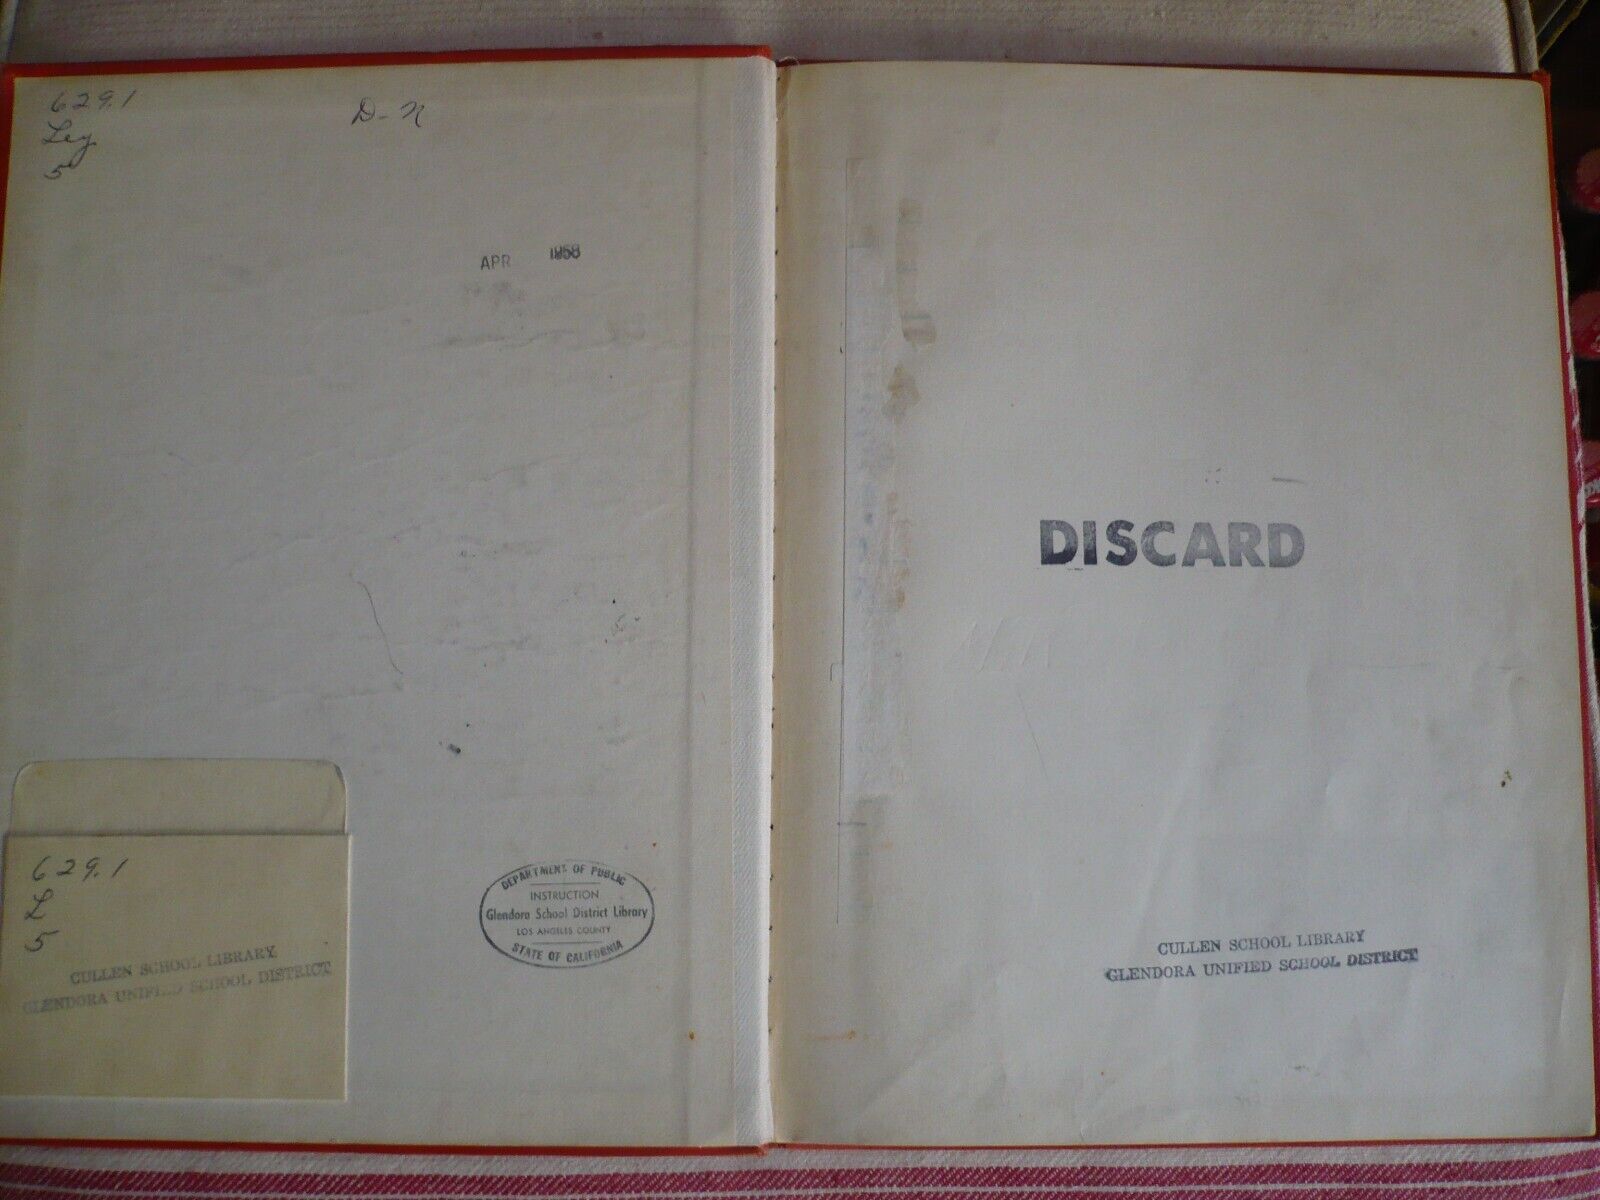 629.1
Ley
5
D-N
APR 1958
629.1
L
5
CULLEN SCHOOL LIBRARY
GLENDORA UNIFIED SCHOOL DISTRICT
DEPARTMENT OF PUBLIC
INSTRUCTION
Glendora School District Library
LOS ANGELES COUNTY
STATE OF CALIFORNIA
DISCARD
CULLEN SCHOOL LIBRARY
GLENDORA UNIFIED SCHOOL DISTRICT